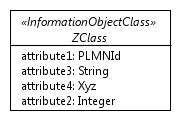 «InformationObjectClass»
ZClass
attribute1: PLMNId
attribute3: String
attribute4: Xyz
attribute2: Integer